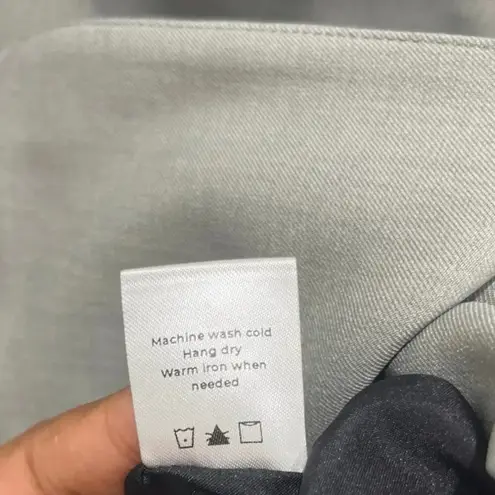 Machine wash cold
Hang dry
Warm iron when
needed